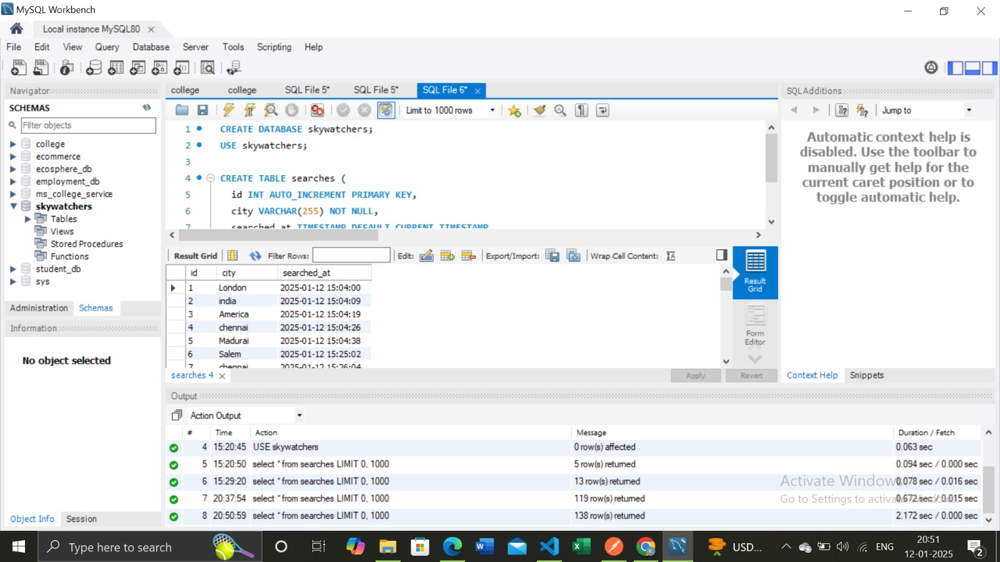 MySQL Workbench
Local instance MySQL80
File Edit View Query Database Server Tools Scripting Help
Navigator
SCHEMAS
Filter objects
college
ecommerce
ecosphere_db
employment_db
ms_college_service
skywatchers
Tables
Views
Stored Procedures
Functions
student_db
sys
Administration Schemas
Information
No object selected
Object Info Session
college college SQL File 5* SQL File 5* SQL File 6*
Limit to 1000 rows
1 CREATE DATABASE skywatchers;
2 USE skywatchers;
3
4 CREATE TABLE searches (
5 id INT AUTO_INCREMENT PRIMARY KEY,
6 city VARCHAR(255) NOT NULL,
7 searched_at TIMESTAMP DEFAULT CURRENT_TIMESTAMP
Result Grid Filter Rows: Edit: Export/Import: Wrap Cell Content:
id city searched_at
1 London 2025-01-12 15:04:00
2 india 2025-01-12 15:04:09
3 America 2025-01-12 15:04:19
4 chennai 2025-01-12 15:04:26
5 Madurai 2025-01-12 15:04:38
6 Salem 2025-01-12 15:25:02
7 chennai 2025-01-12 15:26:04
Result
Grid
Form
Editor
searches 4 Apply Revert
SQLAdditions
Jump to
Automatic context help is
disabled. Use the toolbar to
manually get help for the
current caret position or to
toggle automatic help.
Context Help Snippets
Output
Action Output
# Time Action Message Duration / Fetch
4 15:20:45 USE skywatchers 0 row(s) affected 0.063 sec
5 15:20:50 select * from searches LIMIT 0, 1000 5 row(s) returned 0.094 sec / 0.000 sec
6 15:29:20 select * from searches LIMIT 0, 1000 13 row(s) returned 0.078 sec / 0.016 sec
7 20:37:54 select * from searches LIMIT 0, 1000 119 row(s) returned 0.672 sec / 0.015 sec
8 20:50:59 select * from searches LIMIT 0, 1000 138 row(s) returned 2.172 sec / 0.000 sec
Activate Windows
Go to Settings to activate Windows.
Type here to search
USD...
ENG
20:51
12-01-2025
2